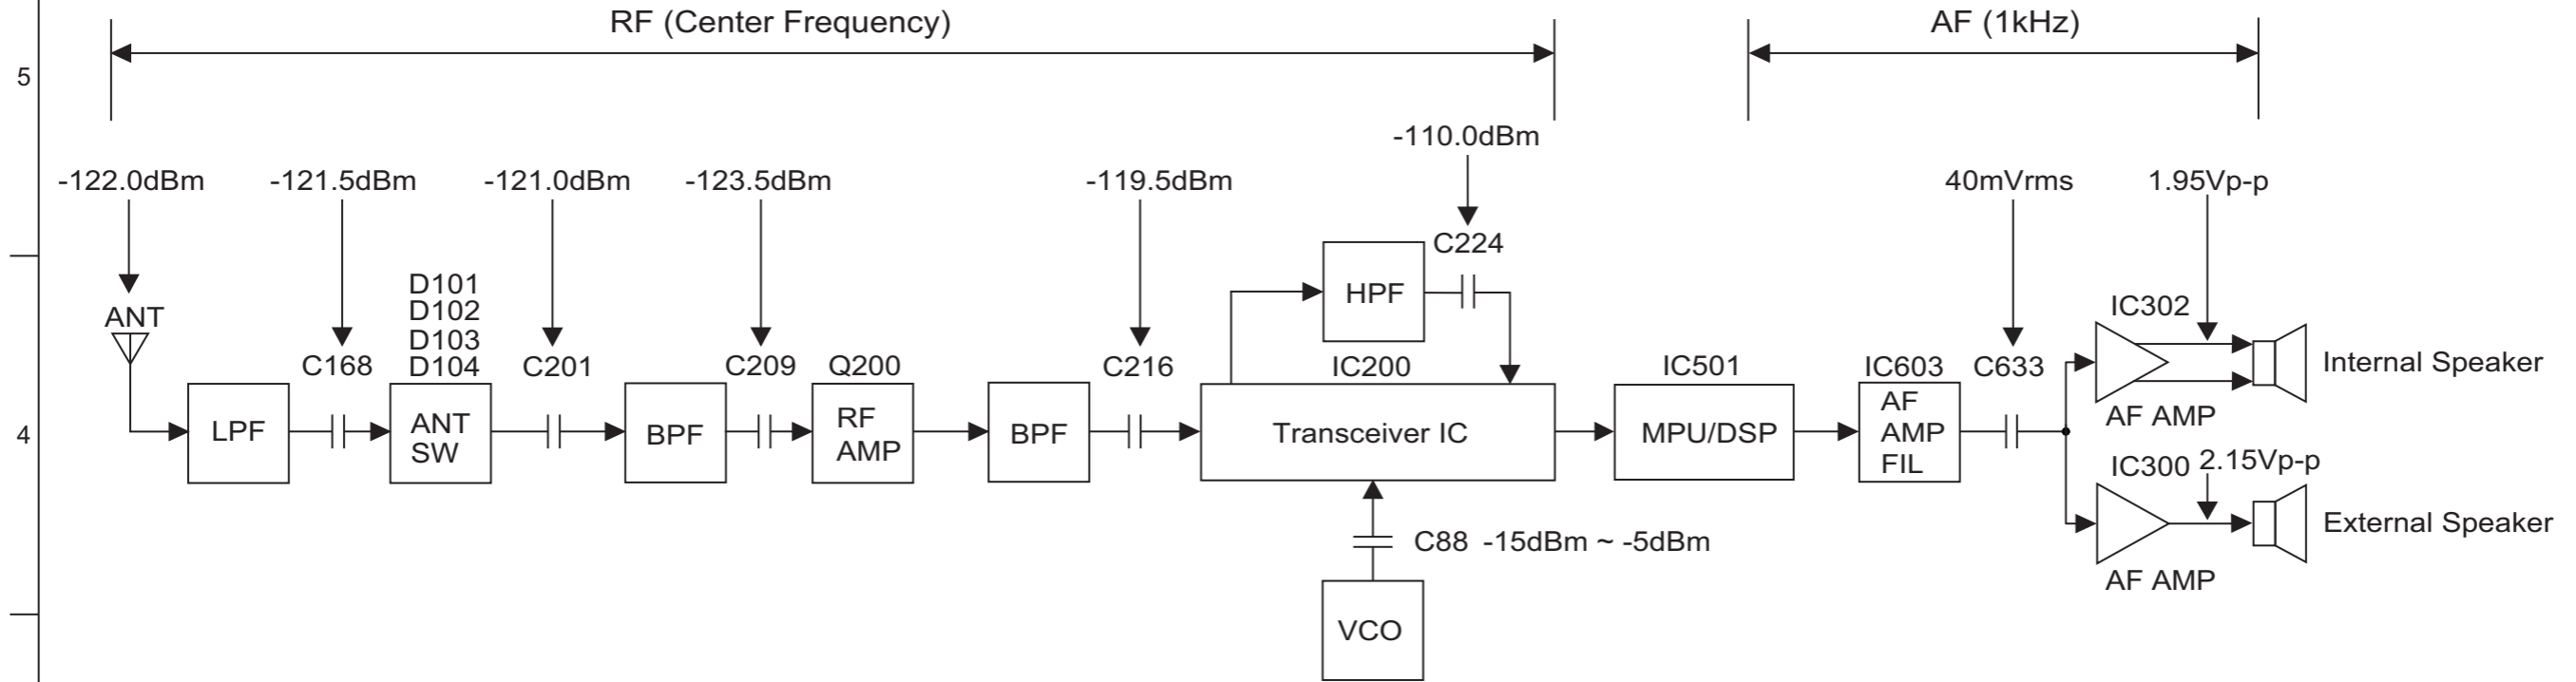 RF (Center Frequency)
AF (1kHz)
5
-110.0dBm
-122.0dBm
-121.5dBm
-121.0dBm
-123.5dBm
-119.5dBm
40mVrms
1.95Vp-p
C224
D101
D102
D103
D104
HPF
IC302
ANT
C168
C201
C209
Q200
C216
IC200
IC501
IC603
C633
Internal Speaker
AF AMP
4
LPF
ANT
SW
BPF
RF
AMP
BPF
Transceiver IC
MPU/DSP
AF
AMP
FIL
IC300
2.15Vp-p
External Speaker
AF AMP
C88 -15dBm ~ -5dBm
VCO